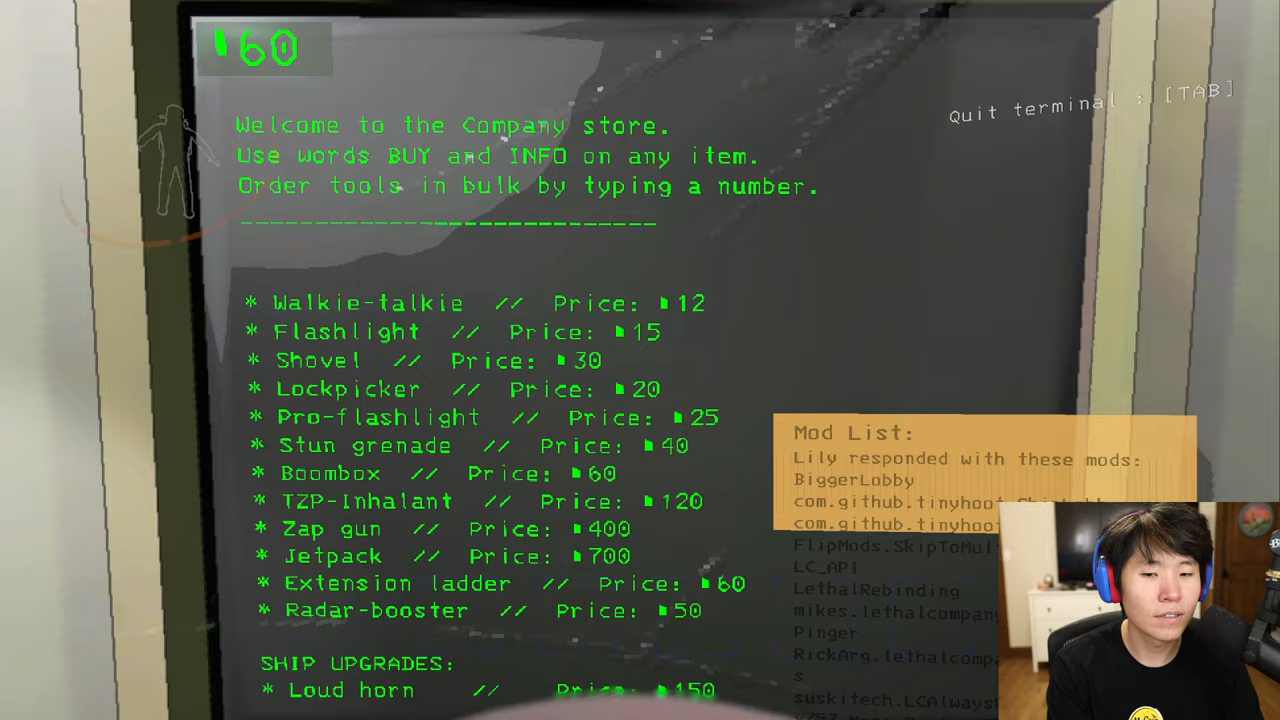 60
Quit terminal : [TAB]
Welcome to the Company store.
Use words BUY and INFO on any item.
Order tools in bulk by typing a number.
____________________________
* Walkie-talkie // Price: ▮12
* Flashlight // Price: ▮15
* Shovel // Price: ▮30
* Lockpicker // Price: ▮20
* Pro-flashlight // Price: ▮25
* Stun grenade // Price: ▮40
* Boombox // Price: ▮60
* TZP-Inhalant // Price: ▮120
* Zap gun // Price: ▮400
* Jetpack // Price: ▮700
* Extension ladder // Price: ▮60
* Radar-booster // Price: ▮50
SHIP UPGRADES:
* Loud horn // Price: ▮150
Mod List:
Lily responded with these mods:
BiggerLobby
com.github.tinyhoot
com.github.tinyhoot
FlipMods.SkipToMul
LC_API
LethalRebinding
mikes.lethalcompany
Pinger
RickArg.lethalcompa
s
suskitech.LCAlways